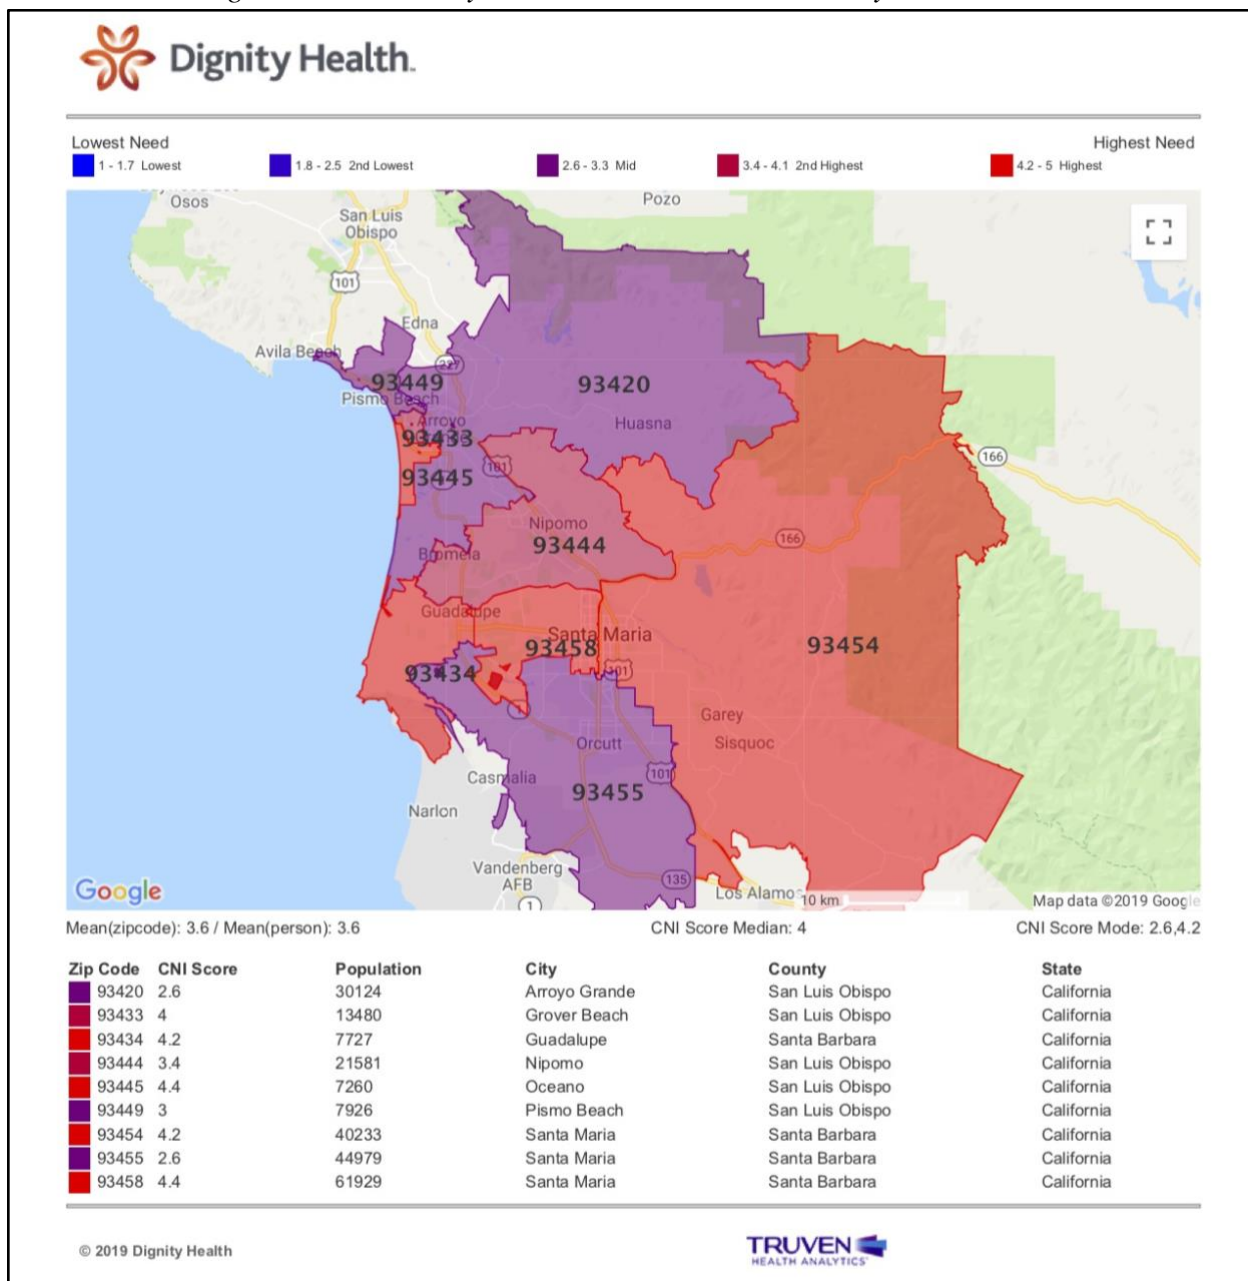 Dignity Health™
Lowest Need
Highest Need
1 - 1.7 Lowest
1.8 - 2.5 2nd Lowest
2.6 - 3.3 Mid
3.4 - 4.1 2nd Highest
4.2 - 5 Highest
Osos
San Luis
Obispo
Pozo
101
Edna
Avila Beach
227
93449
Pismo Beach
93420
Arroyo
Huasna
93433
101
166
93445
Nipomo
93444
166
Bromela
Guadalupe
Santa Maria
93458
93454
93434
101
Garey
Orcutt
Sisquoc
Casmalia
101
93455
Narlon
Vandenberg
AFB
135
Google
1
Los Alamos
10 km
Map data ©2019 Google
Mean(zipcode): 3.6 / Mean(person): 3.6
CNI Score Median: 4
CNI Score Mode: 2.6,4.2
Zip Code CNI Score Population City County State
93420 2.6 30124 Arroyo Grande San Luis Obispo California
93433 4 13480 Grover Beach San Luis Obispo California
93434 4.2 7727 Guadalupe Santa Barbara California
93444 3.4 21581 Nipomo San Luis Obispo California
93445 4.4 7260 Oceano San Luis Obispo California
93449 3 7926 Pismo Beach San Luis Obispo California
93454 4.2 40233 Santa Maria Santa Barbara California
93455 2.6 44979 Santa Maria Santa Barbara California
93458 4.4 61929 Santa Maria Santa Barbara California
© 2019 Dignity Health
TRUVEN
HEALTH ANALYTICS